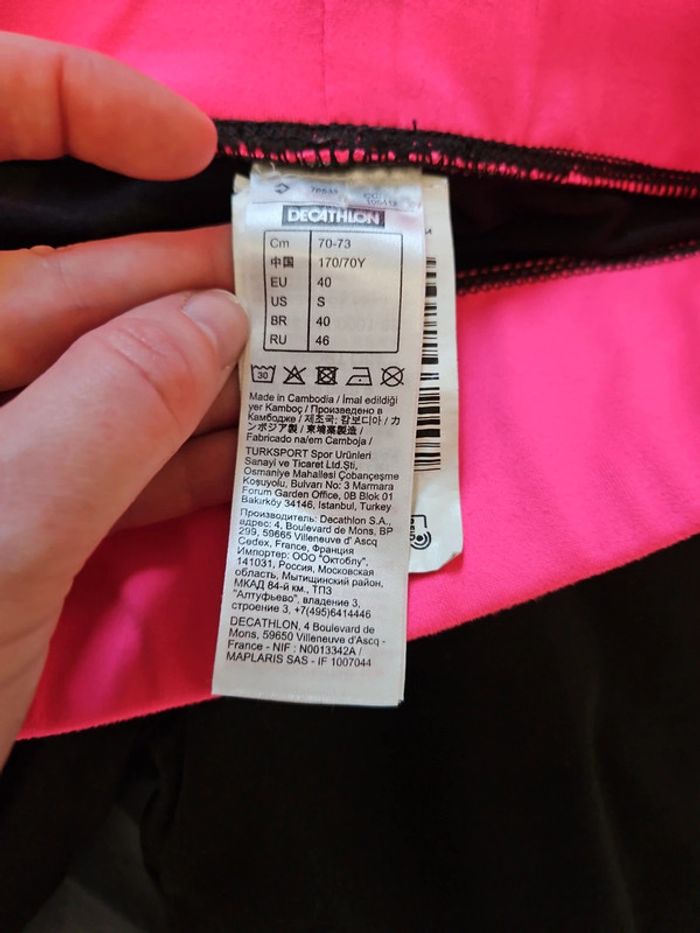 DECATHLON
Cm 70-73
中国 170/70Y
EU 40
US S
BR 40
RU 46
30
Made in Cambodia / İmal edildiği
yer Kamboç / Произведено в
Камбодже / 제조국: 캄보디아 / カ
ンボジア製 / 柬埔寨製造 /
Fabricado na/em Camboja /
TURKSPORT Spor Urünleri
Sanayi ve Ticaret Ltd.Şti,
Osmaniye Mahallesi Çobançeşme
Koşuyolu, Bulvarı No: 3 Marmara
Forum Garden Office, 0B Blok 01
Bakırköy 34146, Istanbul, Turkey
Производитель: Decathlon S.A.,
адрес: 4, Boulevard de Mons, BP
299, 59665 Villeneuve d' Ascq
Cedex, France, Франция
Импортер: ООО "Октоблу",
141031, Россия, Московская
область, Мытищинский район,
МКАД 84-й км., ТПЗ
"Алтуфьево", владение 3,
строение 3, +7(495)6414446
DECATHLON, 4 Boulevard de
Mons, 59650 Villeneuve d'Ascq -
France - NIF : N0013342A /
MAPLARIS SAS - IF 1007044